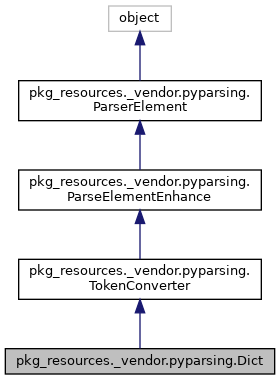 object
pkg_resources._vendor.pyparsing.
ParserElement
pkg_resources._vendor.pyparsing.
ParseElementEnhance
pkg_resources._vendor.pyparsing.
TokenConverter
pkg_resources._vendor.pyparsing.Dict